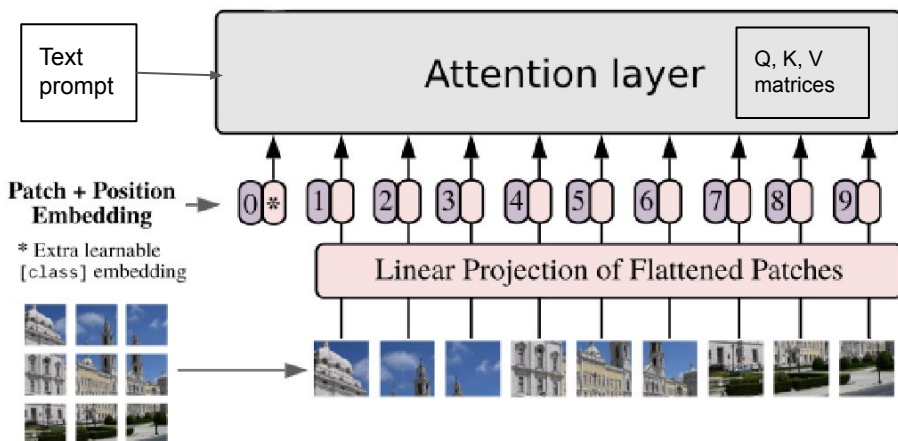 Text
prompt
Attention layer
Q, K, V
matrices
Patch + Position
Embedding
0 * 1 2 3 4 5 6 7 8 9
* Extra learnable
[class] embedding
Linear Projection of Flattened Patches